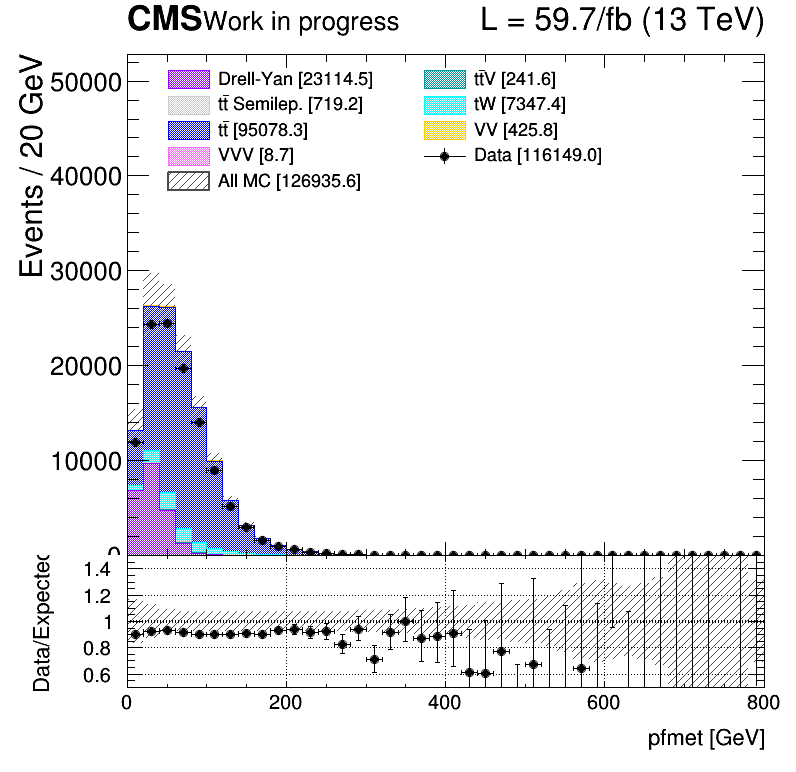 CMS Work in progress L = 59.7/fb (13 TeV)
Events / 20 GeV
50000
40000
30000
20000
10000
0
Drell-Yan [23114.5]
tt̄ Semilep. [719.2]
tt̄ [95078.3]
VVV [8.7]
All MC [126935.6]
tt̄V [241.6]
tW [7347.4]
VV [425.8]
Data [116149.0]
Data/Expected
1.4
1.2
1
0.8
0.6
0 200 400 600 800
pfmet [GeV]